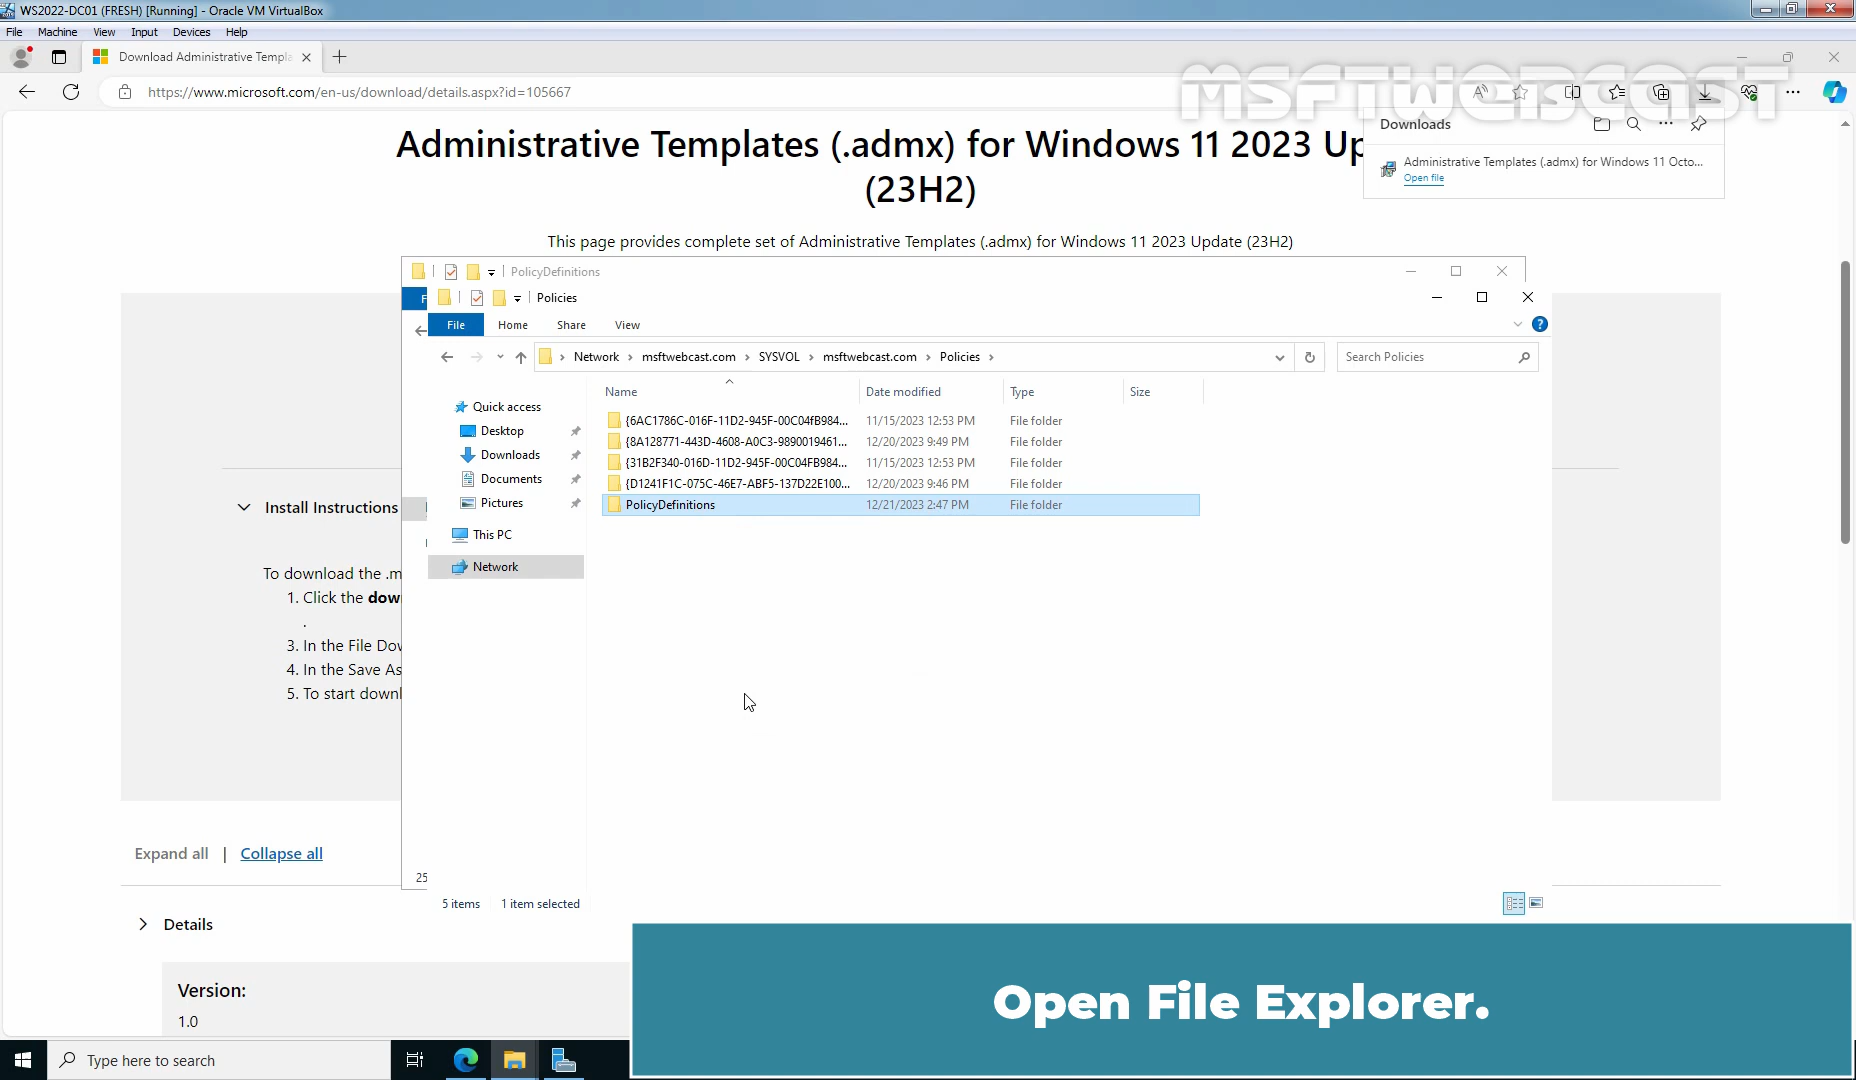 WS2022-DC01 (FRESH) [Running] - Oracle VM VirtualBox
File Machine View Input Devices Help
Download Administrative Templa
https://www.microsoft.com/en-us/download/details.aspx?id=105667
MSFTWEBCAST
Downloads
Administrative Templates (.admx) for Windows 11 Octo...
Open file
Administrative Templates (.admx) for Windows 11 2023 Up
(23H2)
This page provides complete set of Administrative Templates (.admx) for Windows 11 2023 Update (23H2)
PolicyDefinitions
Policies
File Home Share View
Network > msftwebcast.com > SYSVOL > msftwebcast.com > Policies >
Search Policies
Name Date modified Type Size
Quick access
Desktop
Downloads
Documents
Pictures
This PC
Network
{6AC1786C-016F-11D2-945F-00C04fB984... 11/15/2023 12:53 PM File folder
{8A128771-443D-4608-A0C3-9890019461... 12/20/2023 9:49 PM File folder
{31B2F340-016D-11D2-945F-00C04FB984... 11/15/2023 12:53 PM File folder
{D1241F1C-075C-46E7-ABF5-137D22E100... 12/20/2023 9:46 PM File folder
PolicyDefinitions 12/21/2023 2:47 PM File folder
Install Instructions
To download the .m
1. Click the dow
.
3. In the File Dow
4. In the Save As
5. To start downl
25
5 items 1 item selected
Expand all | Collapse all
Details
Version:
1.0
Open File Explorer.
Type here to search